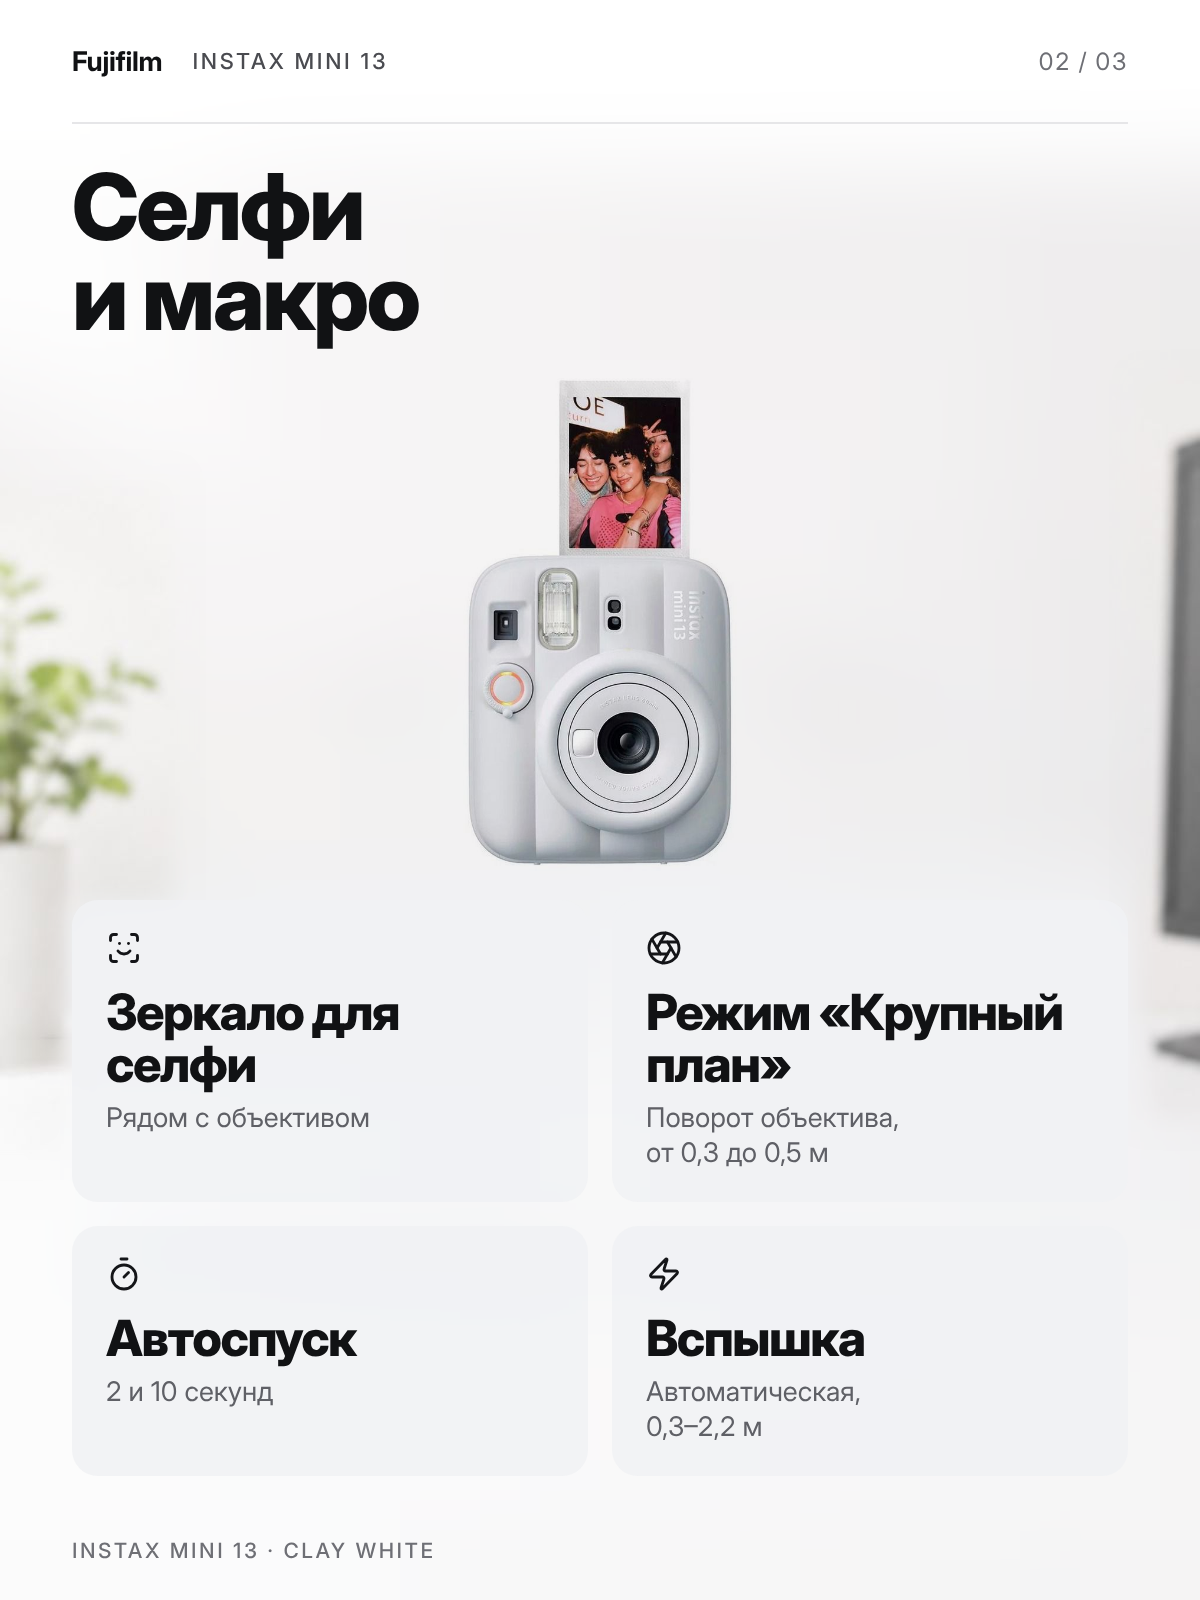 Fujifilm INSTAX MINI 13 02 / 03
Селфи
и макро
OE
instax
mini13
Зеркало для
селфи
Рядом с объективом
Режим «Крупный
план»
Поворот объектива,
от 0,3 до 0,5 м
Автоспуск
2 и 10 секунд
Вспышка
Автоматическая,
0,3–2,2 м
INSTAX MINI 13 · CLAY WHITE